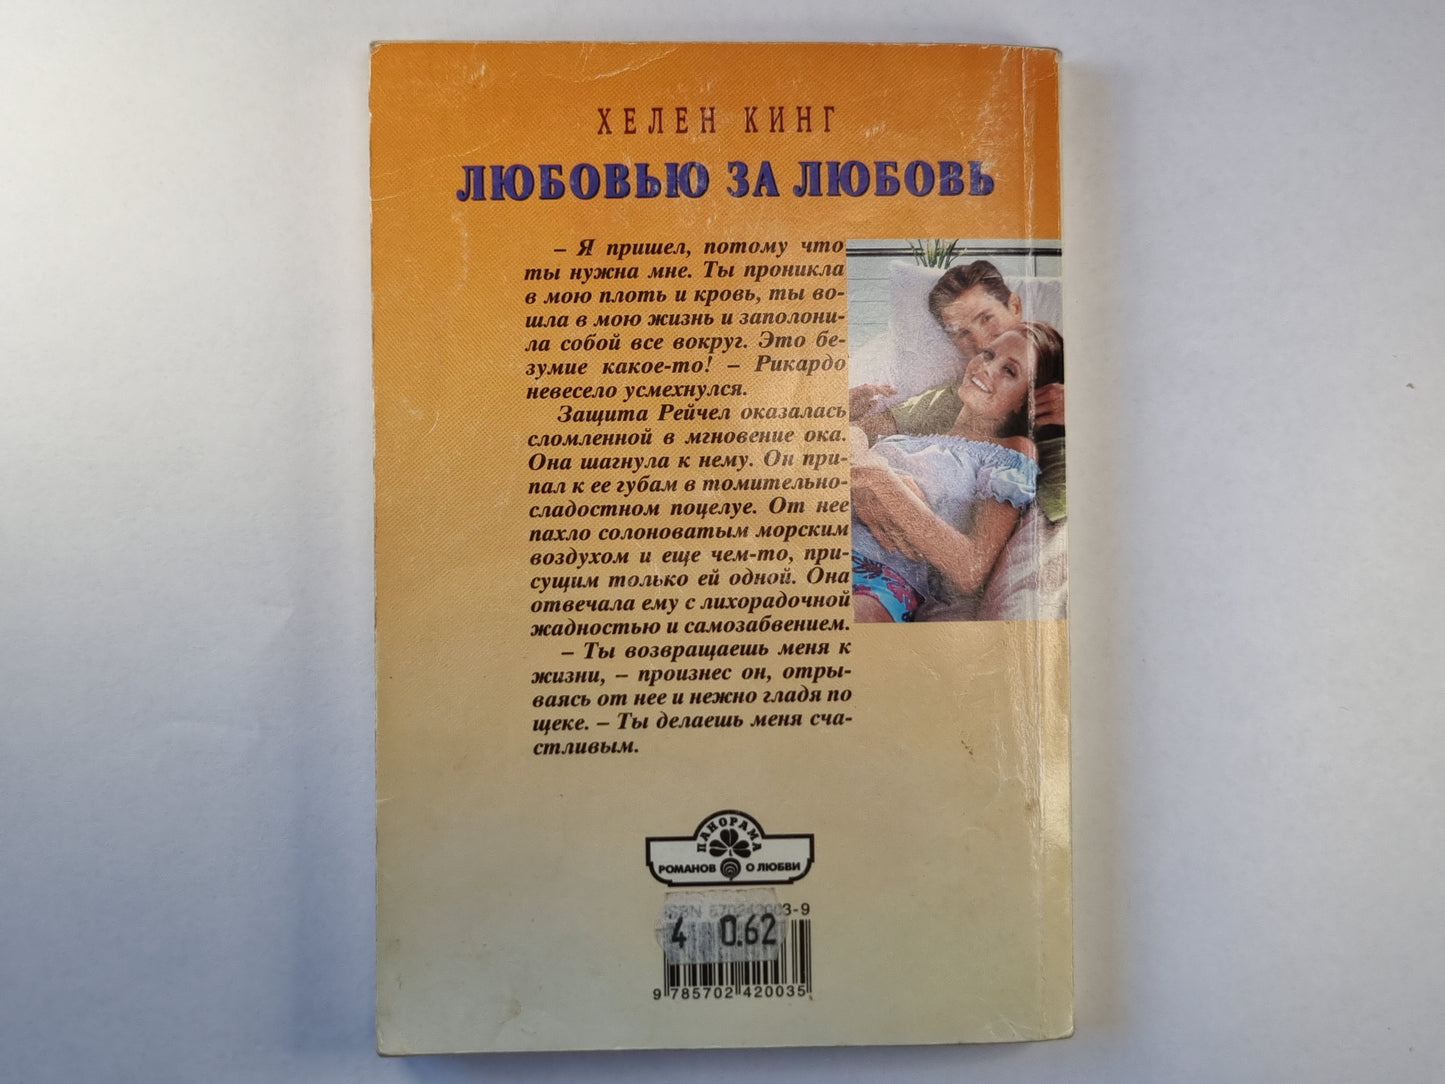 ХЕЛЕН КИНГ
ЛЮБОВЬЮ ЗА ЛЮБОВЬ
– Я пришел, потому что
ты нужна мне. Ты проникла
в мою плоть и кровь, ты во-
шла в мою жизнь и заполони-
ла собой все вокруг. Это бе-
зумие какое-то! – Рикардо
невесело усмехнулся.
Защита Рейчел оказалась
сломленной в мгновение ока.
Она шагнула к нему. Он при-
пал к ее губам в томительно-
сладостном поцелуе. От нее
пахло солоноватым морским
воздухом и еще чем-то, при-
сущим только ей одной. Она
отвечала ему с лихорадочной
жадностью и самозабвением.
– Ты возвращаешь меня к
жизни, – произнес он, отры-
ваясь от нее и нежно гладя по
щеке. – Ты делаешь меня сча-
стливым.
ПАНОРАМА
РОМАНОВ О ЛЮБВИ
ISBN 3-9
4 0.62
9 785702 420035